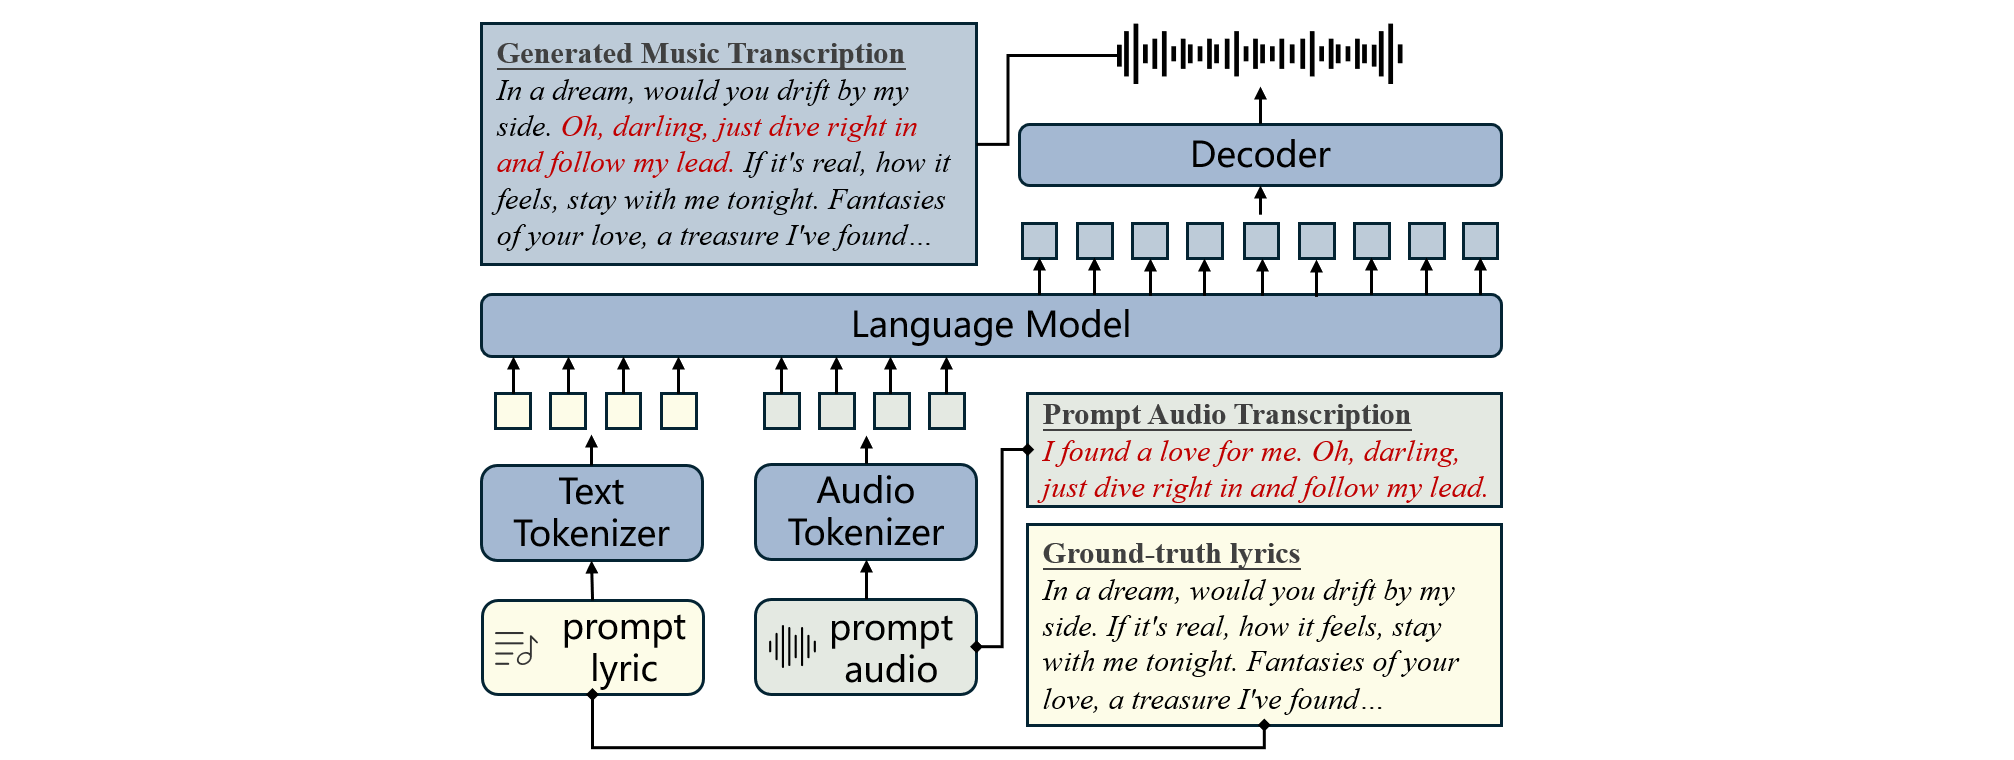 Generated Music Transcription
In a dream, would you drift by my
side. Oh, darling, just dive right in
and follow my lead. If it's real, how it
feels, stay with me tonight. Fantasies
of your love, a treasure I've found...
Decoder
Language Model
Text
Tokenizer
Audio
Tokenizer
prompt
lyric
prompt
audio
Prompt Audio Transcription
I found a love for me. Oh, darling,
just dive right in and follow my lead.
Ground-truth lyrics
In a dream, would you drift by my
side. If it's real, how it feels, stay
with me tonight. Fantasies of your
love, a treasure I've found...